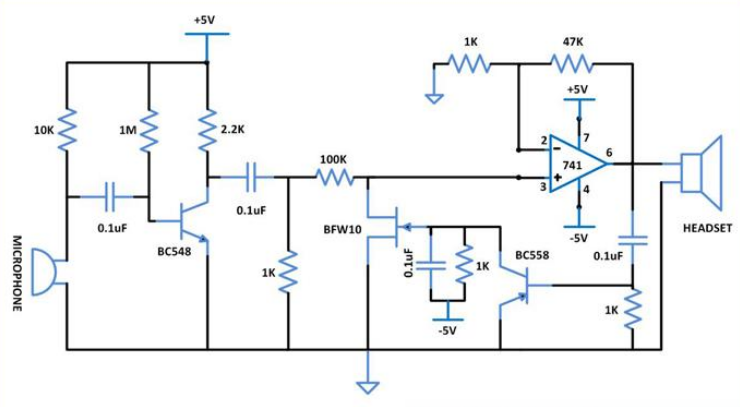 +5V
1K
47K
+5V
10K
1M
2.2K
2
7
-
741
6
+
3
4
100K
0.1uF
0.1uF
BC548
BFW10
-5V
HEADSET
MICROPHONE
1K
0.1uF
1K
BC558
0.1uF
1K
-5V